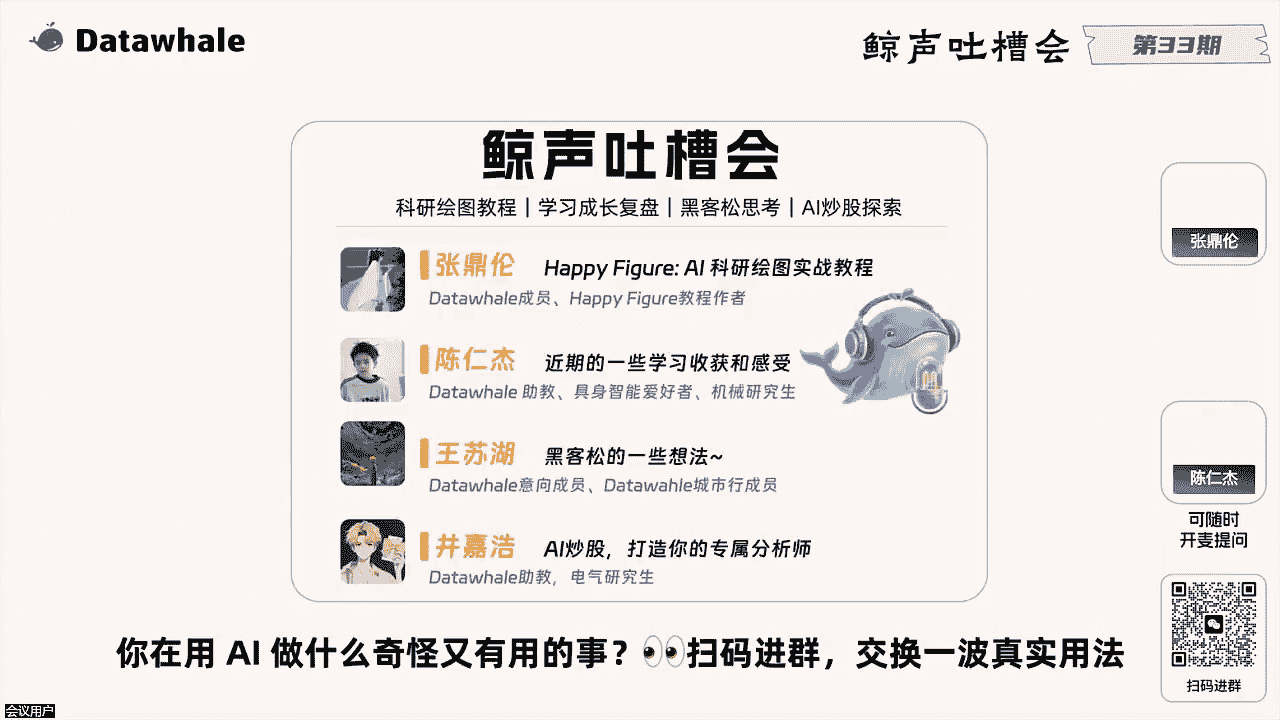 Datawhale
鲸声吐槽会
第33期
鲸声吐槽会
科研绘图教程 | 学习成长复盘 | 黑客松思考 | AI炒股探索
张鼎伦 Happy Figure: AI 科研绘图实战教程
Datawhale成员、Happy Figure教程作者
陈仁杰 近期的一些学习收获和感受
Datawhale 助教、具身智能爱好者、机械研究生
王苏湖 黑客松的一些想法~
Datawhale意向成员、Datawahle城市行成员
井嘉浩 AI炒股，打造你的专属分析师
Datawhale助教，电气研究生
你在用 AI 做什么奇怪又有用的事？👀扫码进群，交换一波真实用法
张鼎伦
陈仁杰
可随时
开麦提问
扫码进群
会议用户